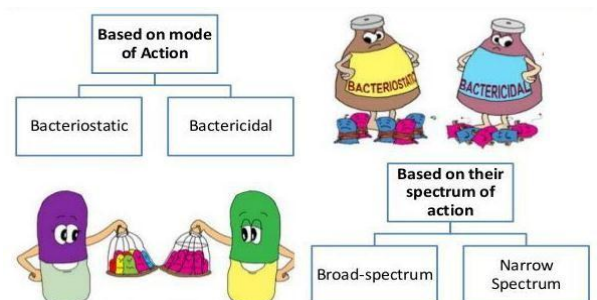 Based on mode
of Action
Bacteriostatic
Bactericidal
BACTERIOSTATIC
BACTERICIDAL
Based on their
spectrum of
action
Broad-spectrum
Narrow
Spectrum